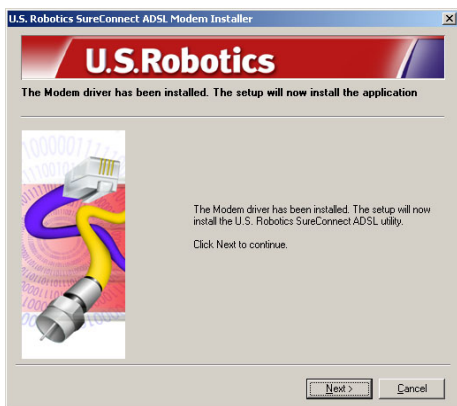 U.S. Robotics SureConnect ADSL Modem Installer
U.S.Robotics
The Modem driver has been installed. The setup will now install the application
The Modem driver has been installed. The setup will now
install the U.S. Robotics SureConnect ADSL utility.
Click Next to continue.
Next >
Cancel